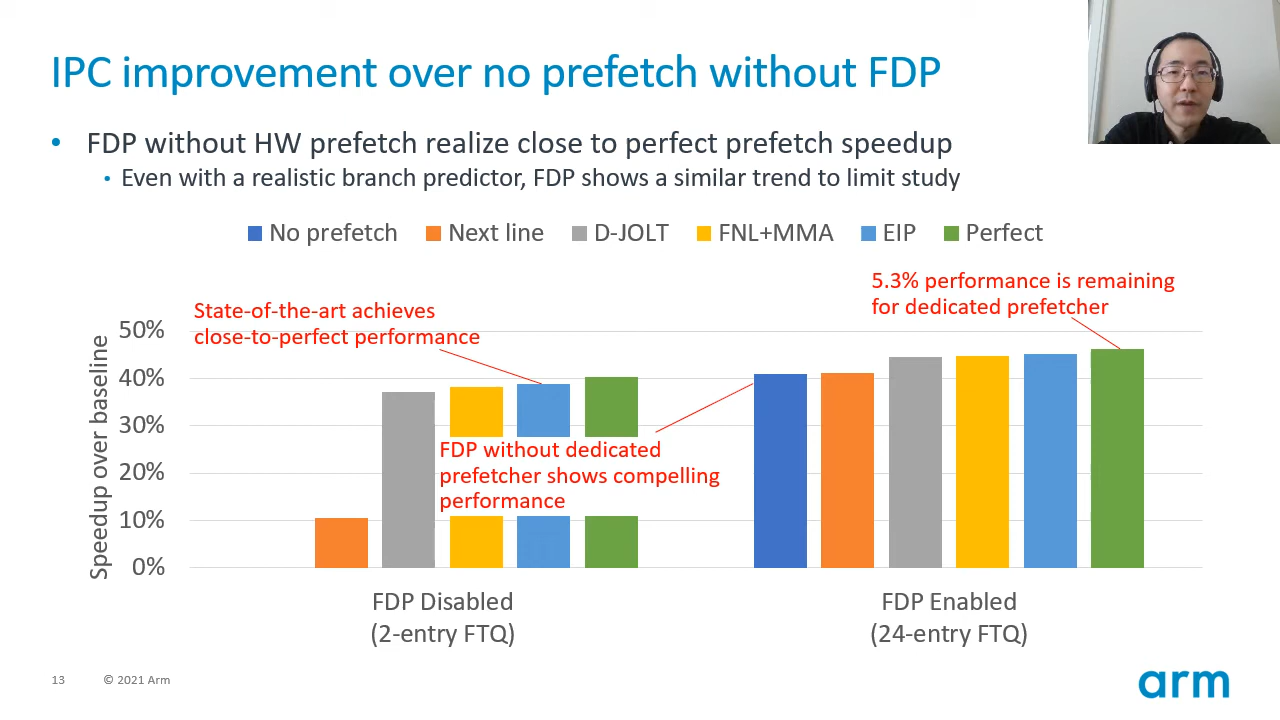 IPC improvement over no prefetch without FDP
• FDP without HW prefetch realize close to perfect prefetch speedup
• Even with a realistic branch predictor, FDP shows a similar trend to limit study
No prefetch Next line D-JOLT FNL+MMA EIP Perfect
State-of-the-art achieves
close-to-perfect performance
5.3% performance is remaining
for dedicated prefetcher
FDP without dedicated
prefetcher shows compelling
performance
Speedup over baseline
50%
40%
30%
20%
10%
0%
FDP Disabled
(2-entry FTQ)
FDP Enabled
(24-entry FTQ)
13 © 2021 Arm
arm